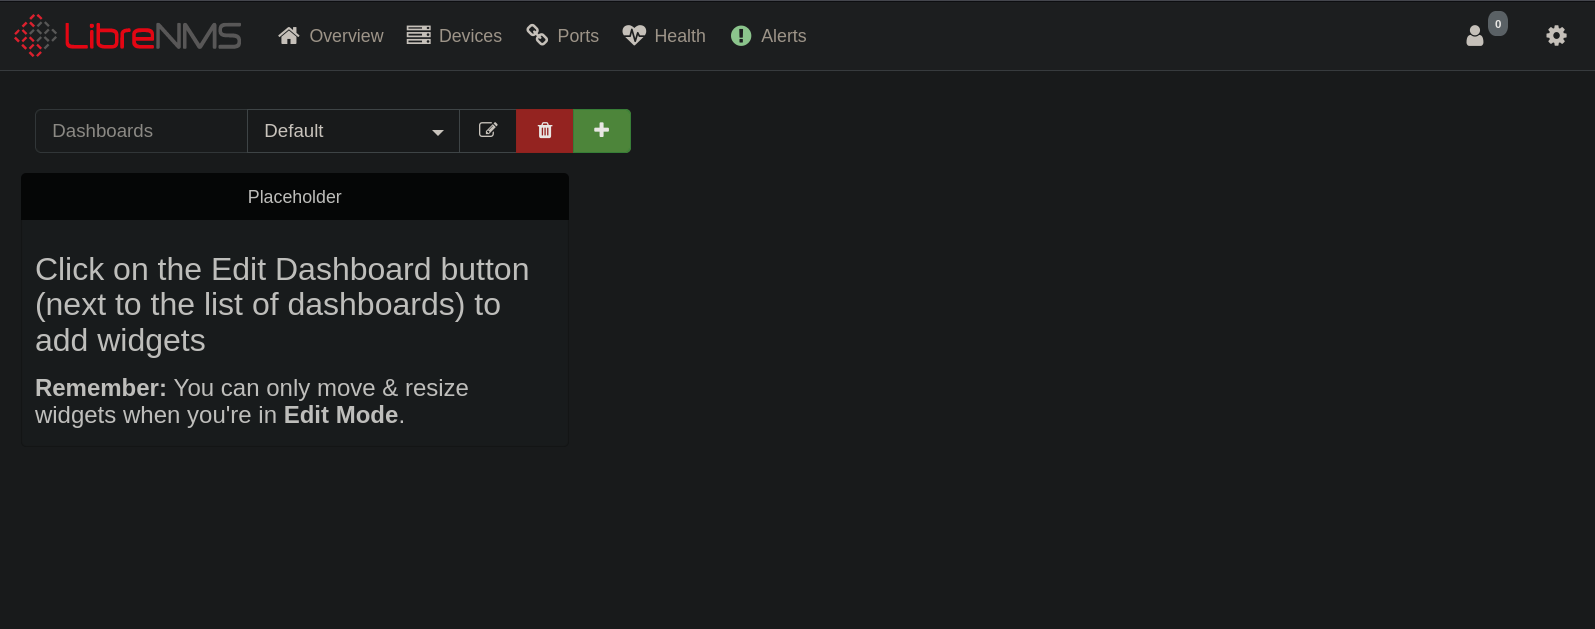 LibreNMS Overview Devices Ports Health Alerts 0
Dashboards Default
Placeholder
Click on the Edit Dashboard button
(next to the list of dashboards) to
add widgets
Remember: You can only move & resize
widgets when you're in Edit Mode.